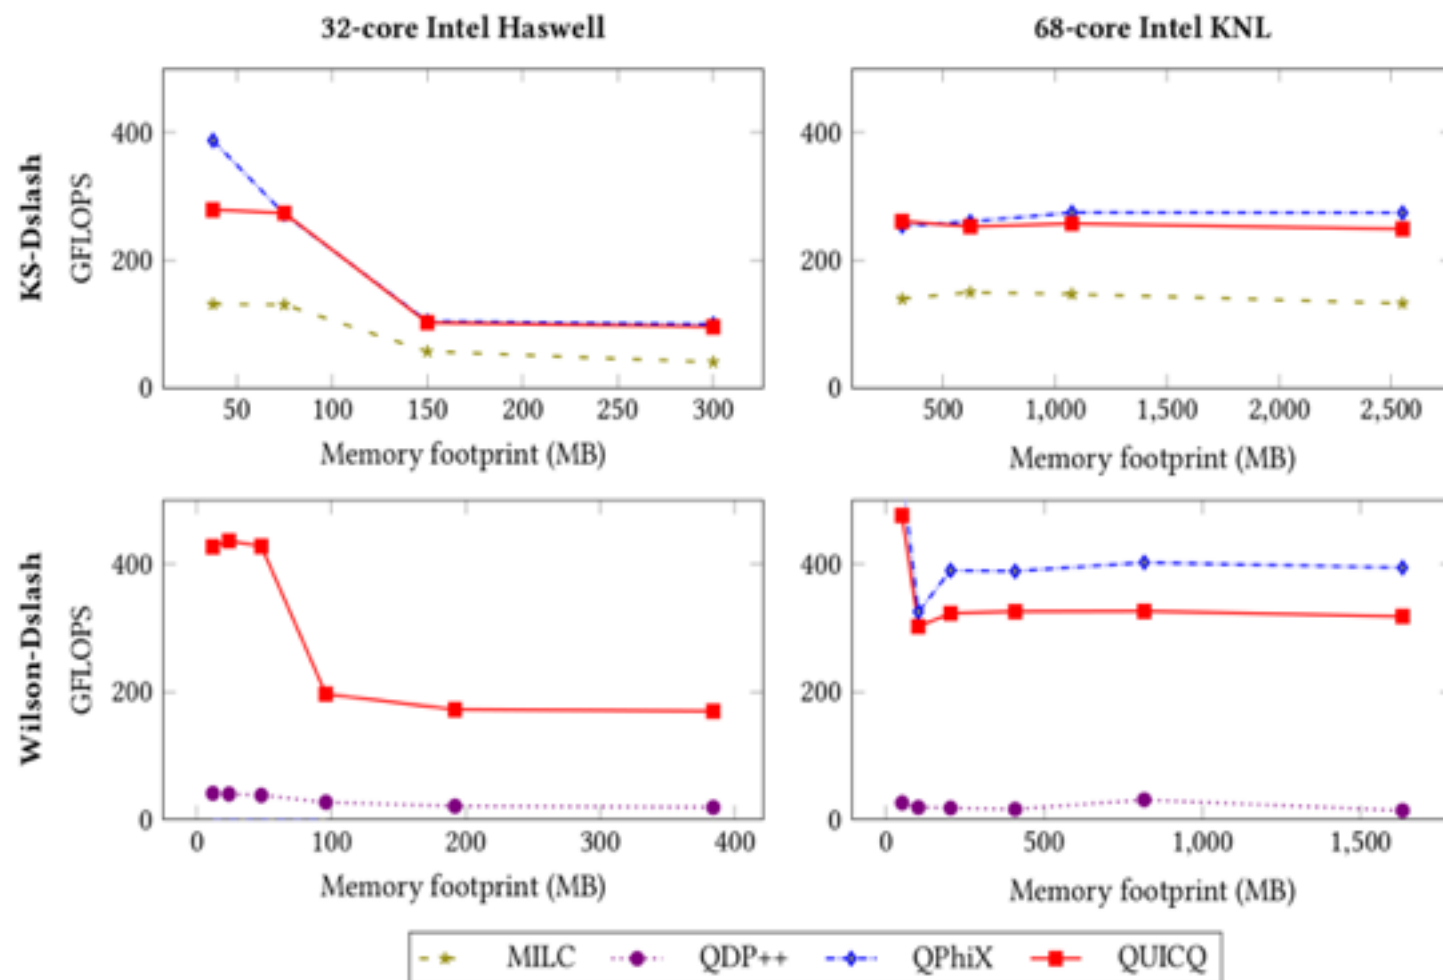 32-core Intel Haswell 68-core Intel KNL
KS-Dslash
GFLOPS
400
200
0
50 100 150 200 250 300
Memory footprint (MB)
400
200
0
500 1,000 1,500 2,000 2,500
Memory footprint (MB)
Wilson-Dslash
GFLOPS
400
200
0
0 100 200 300 400
Memory footprint (MB)
400
200
0
0 500 1,000 1,500
Memory footprint (MB)
MILC QDP++ QPhiX QUICQ